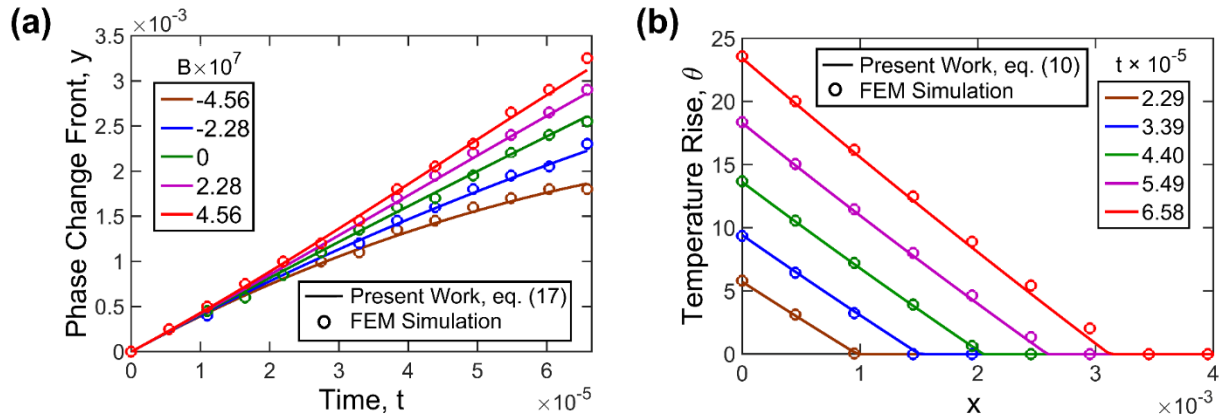 (a)
×10⁻³
3.5
3
2.5
2
1.5
1
0.5
0
Phase Change Front, y
B×10⁷
-4.56
-2.28
0
2.28
4.56
Present Work, eq. (17)
FEM Simulation
0 1 2 3 4 5 6
×10⁻⁵
Time, t
(b)
25
20
15
10
5
0
Temperature Rise, θ
Present Work, eq. (10)
FEM Simulation
t × 10⁻⁵
2.29
3.39
4.40
5.49
6.58
0 1 2 3 4
×10⁻³
x